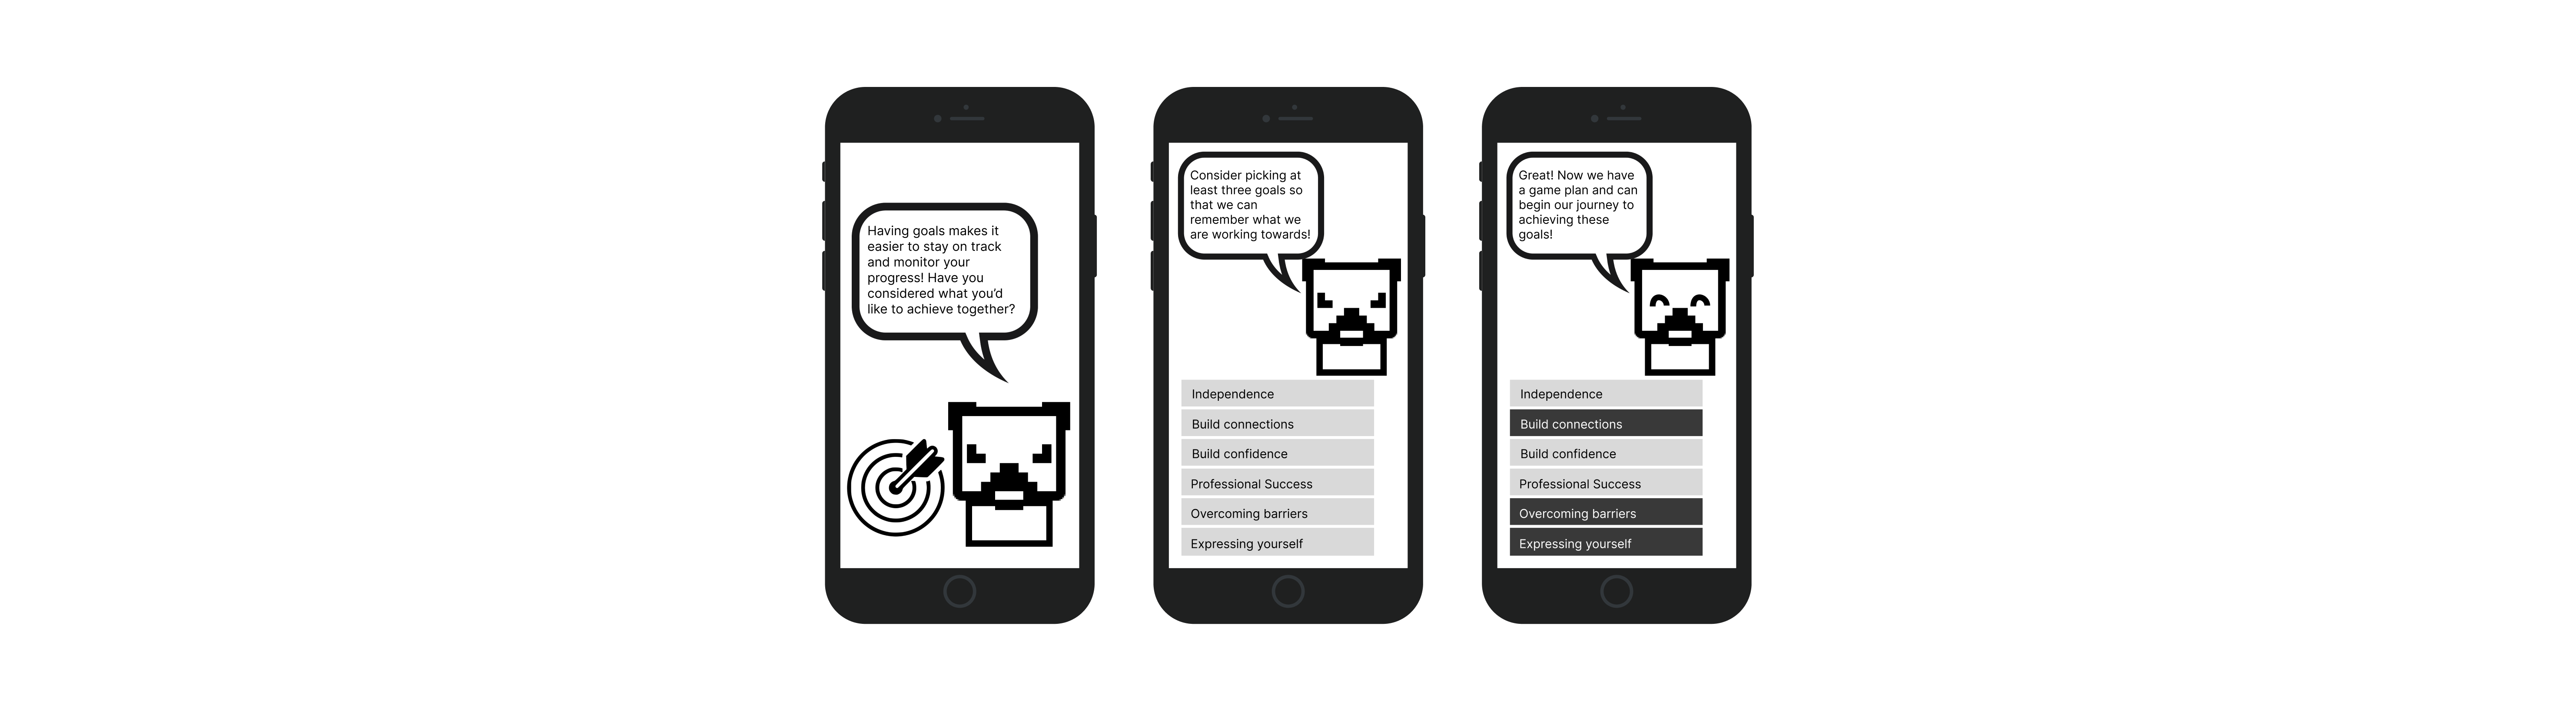 Having goals makes it
easier to stay on track
and monitor your
progress! Have you
considered what you'd
like to achieve together?
Consider picking at
least three goals so
that we can
remember what we
are working towards!
Independence
Build connections
Build confidence
Professional Success
Overcoming barriers
Expressing yourself
Great! Now we have
a game plan and can
begin our journey to
achieving these
goals!
Independence
Build connections
Build confidence
Professional Success
Overcoming barriers
Expressing yourself